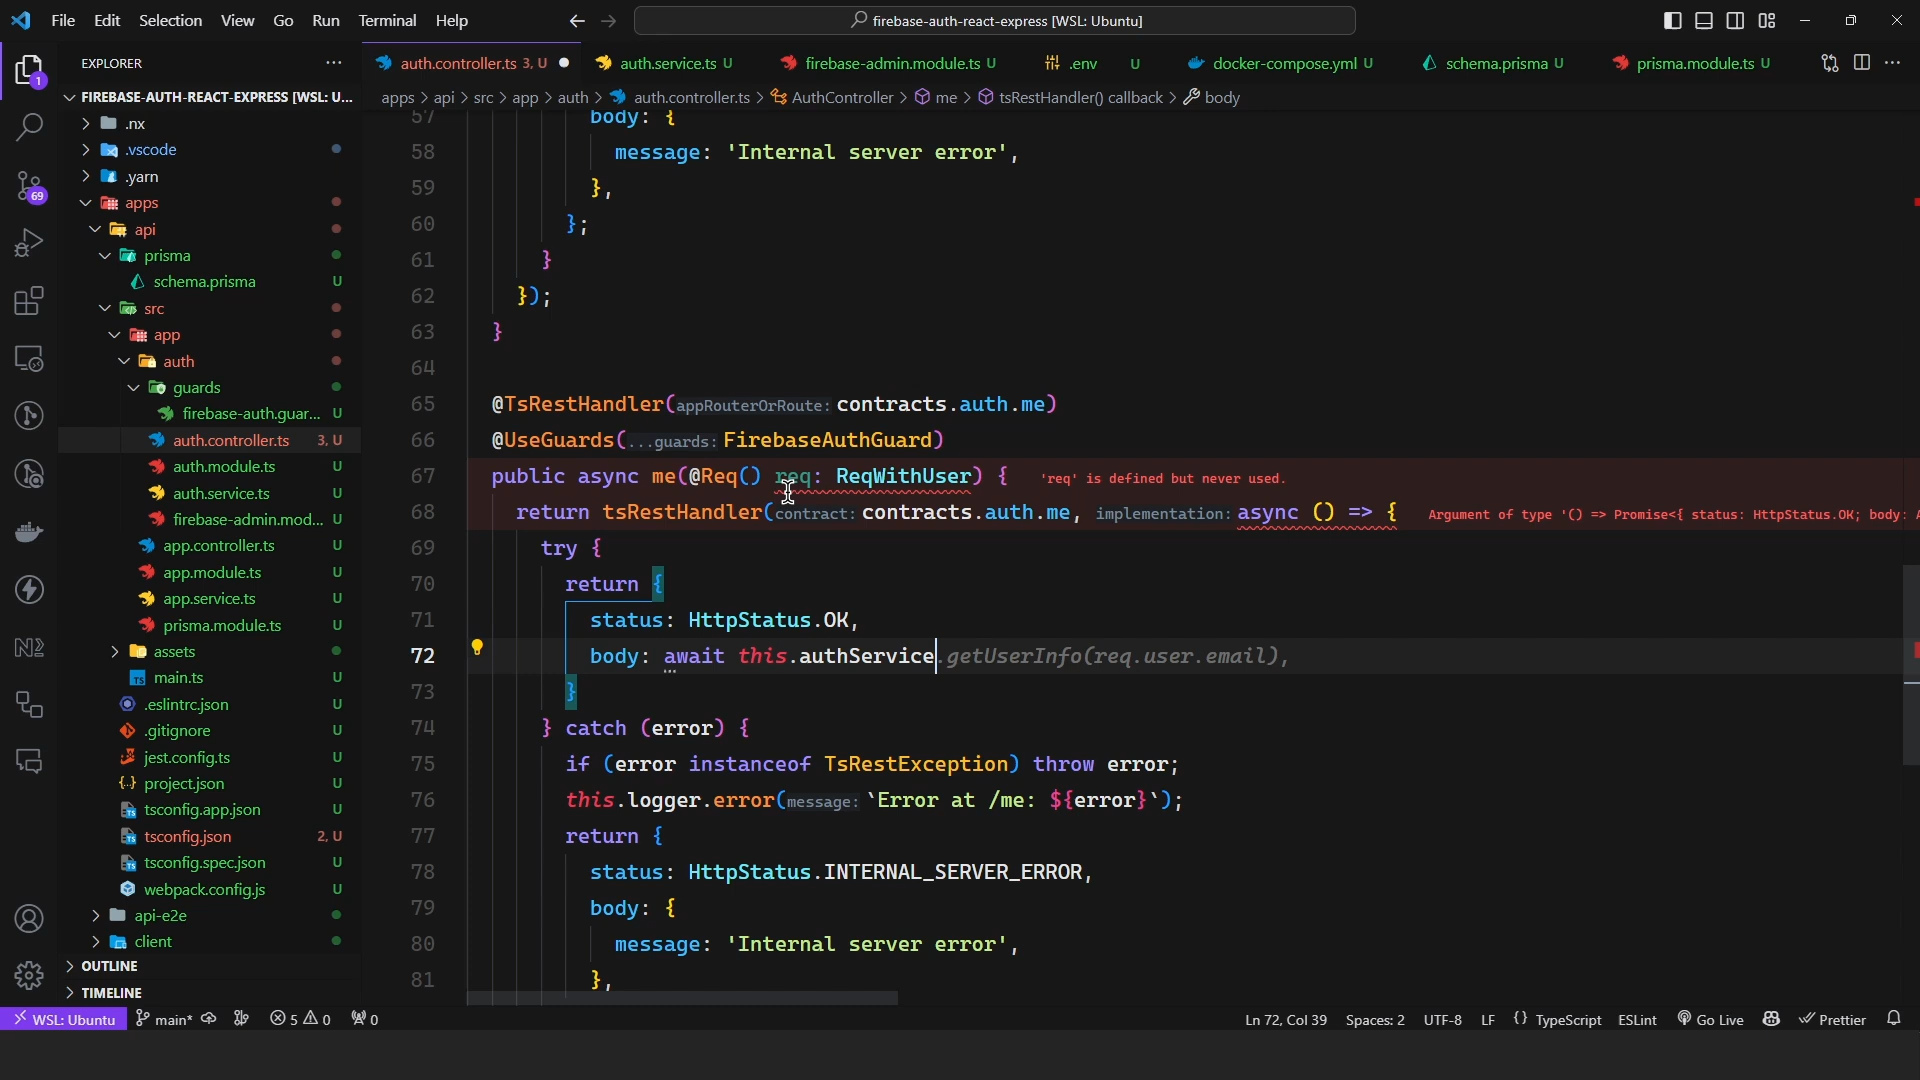 File Edit Selection View Go Run Terminal Help
firebase-auth-react-express [WSL: Ubuntu]
EXPLORER
auth.controller.ts 3, U
auth.service.ts U
firebase-admin.module.ts U
.env U
docker-compose.yml U
schema.prisma U
prisma.module.ts U
apps > api > src > app > auth > auth.controller.ts > AuthController > me > tsRestHandler() callback > body
FIREBASE-AUTH-REACT-EXPRESS [WSL: U...
1
69
.nx
.vscode
.yarn
apps
api
prisma
schema.prisma U
src
app
auth
guards
firebase-auth.guar... U
auth.controller.ts 3, U
auth.module.ts U
auth.service.ts U
firebase-admin.mod... U
app.controller.ts U
app.module.ts U
app.service.ts U
prisma.module.ts U
assets
main.ts U
.eslintrc.json U
.gitignore U
jest.config.ts U
project.json U
tsconfig.app.json U
tsconfig.json 2, U
tsconfig.spec.json U
webpack.config.js U
api-e2e
client
OUTLINE
TIMELINE
57 body: {
58 message: 'Internal server error',
59 },
60 };
61 }
62 });
63 }
64
65 @TsRestHandler(appRouterOrRoute: contracts.auth.me)
66 @UseGuards(...guards: FirebaseAuthGuard)
67 public async me(@Req() req: ReqWithUser) { 'req' is defined but never used.
68 return tsRestHandler(contract: contracts.auth.me, implementation: async () => { Argument of type '() => Promise<{ status: HttpStatus.OK; body:
69 try {
70 return {
71 status: HttpStatus.OK,
72 body: await this.authService.getUserInfo(req.user.email),
73 }
74 } catch (error) {
75 if (error instanceof TsRestException) throw error;
76 this.logger.error(message: `Error at /me: ${error}`);
77 return {
78 status: HttpStatus.INTERNAL_SERVER_ERROR,
79 body: {
80 message: 'Internal server error',
81 },
WSL: Ubuntu main* 5 0 0 Ln 72, Col 39 Spaces: 2 UTF-8 LF {} TypeScript ESLint Go Live Prettier